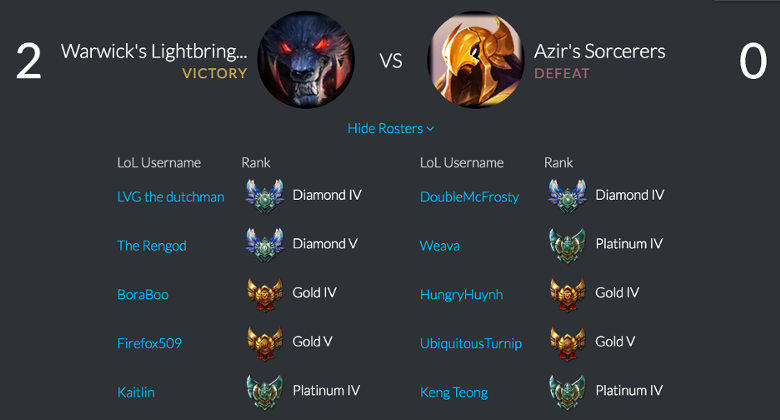 2 Warwick's Lightbring... VS Azir's Sorcerers 0
VICTORY DEFEAT
Hide Rosters
LoL Username Rank LoL Username Rank
LVG the dutchman Diamond IV DoubleMcFrosty Diamond IV
The Rengod Diamond V Weava Platinum IV
BoraBoo Gold IV HungryHuynh Gold IV
Firefox509 Gold V UbiquitousTurnip Gold V
Kaitlin Platinum IV Keng Teong Platinum IV